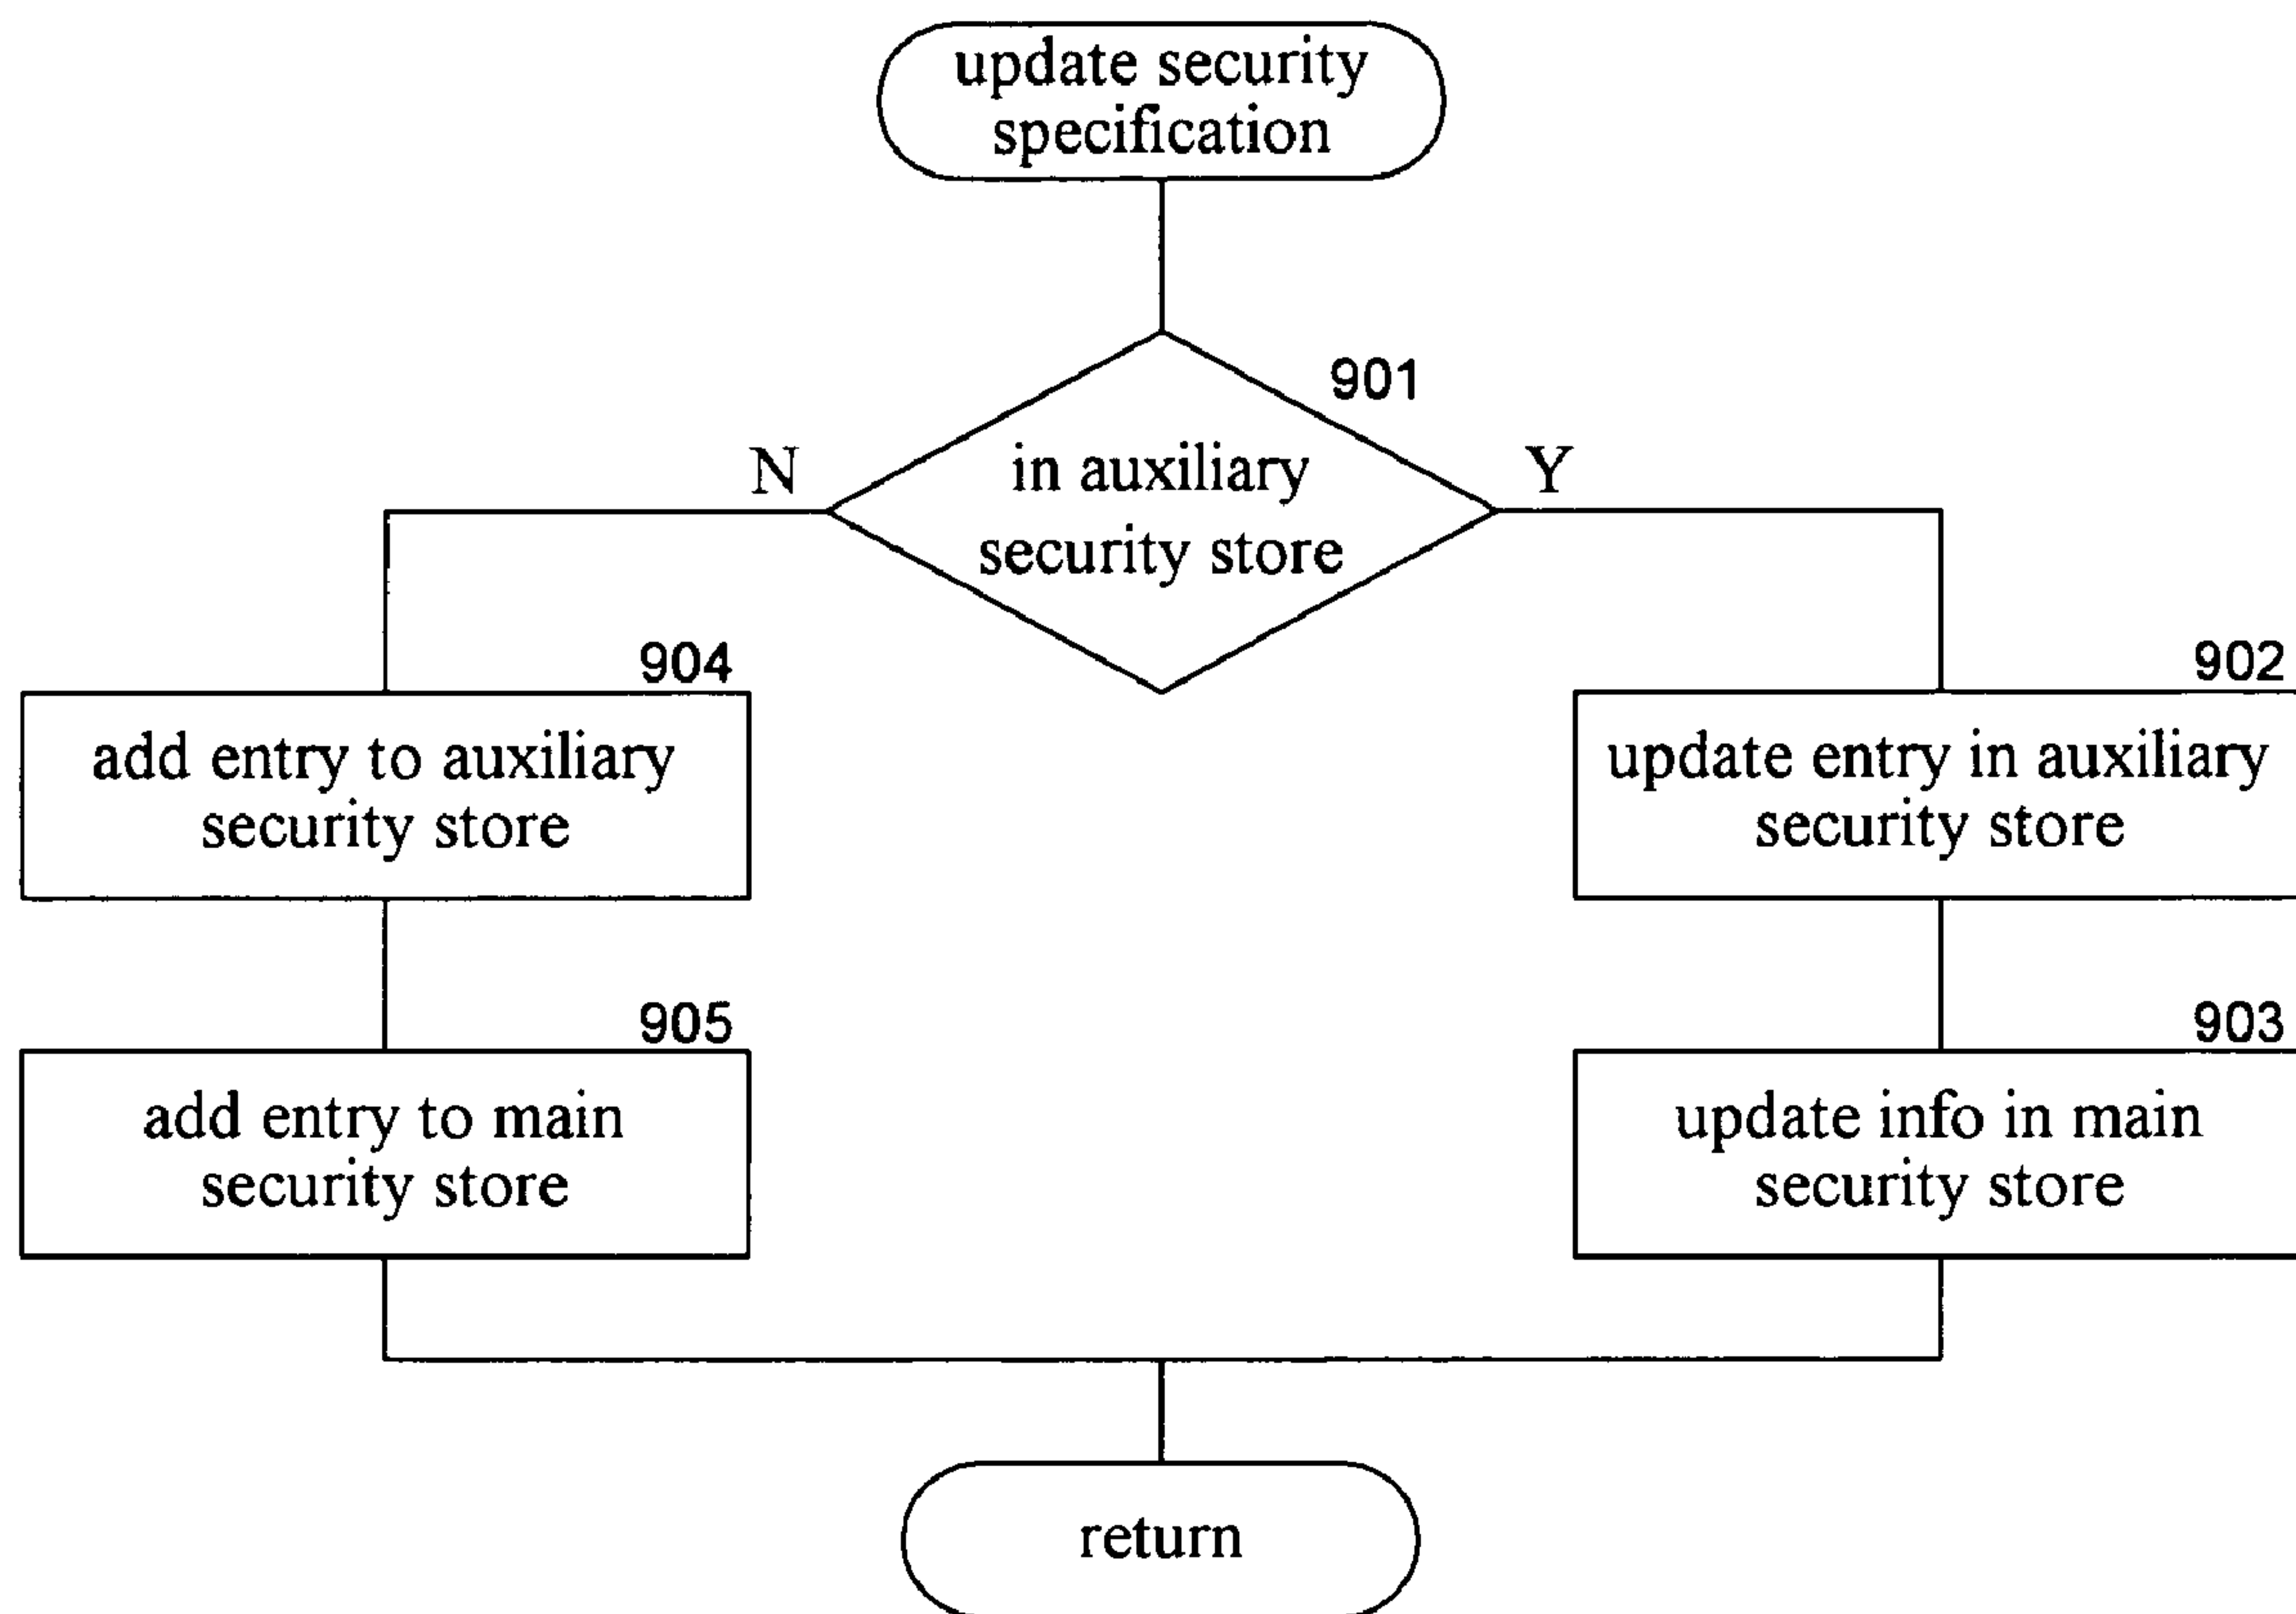 update security
specification
901
in auxiliary
security store
N
Y
904
add entry to auxiliary
security store
902
update entry in auxiliary
security store
905
add entry to main
security store
903
update info in main
security store
return